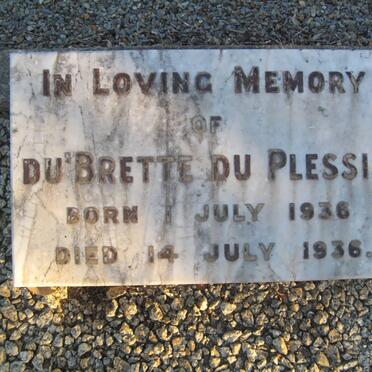 IN LOVING MEMORY
OF
DU'BRETTE DU PLESSI
BORN 1 JULY 1936
DIED 14 JULY 1936.